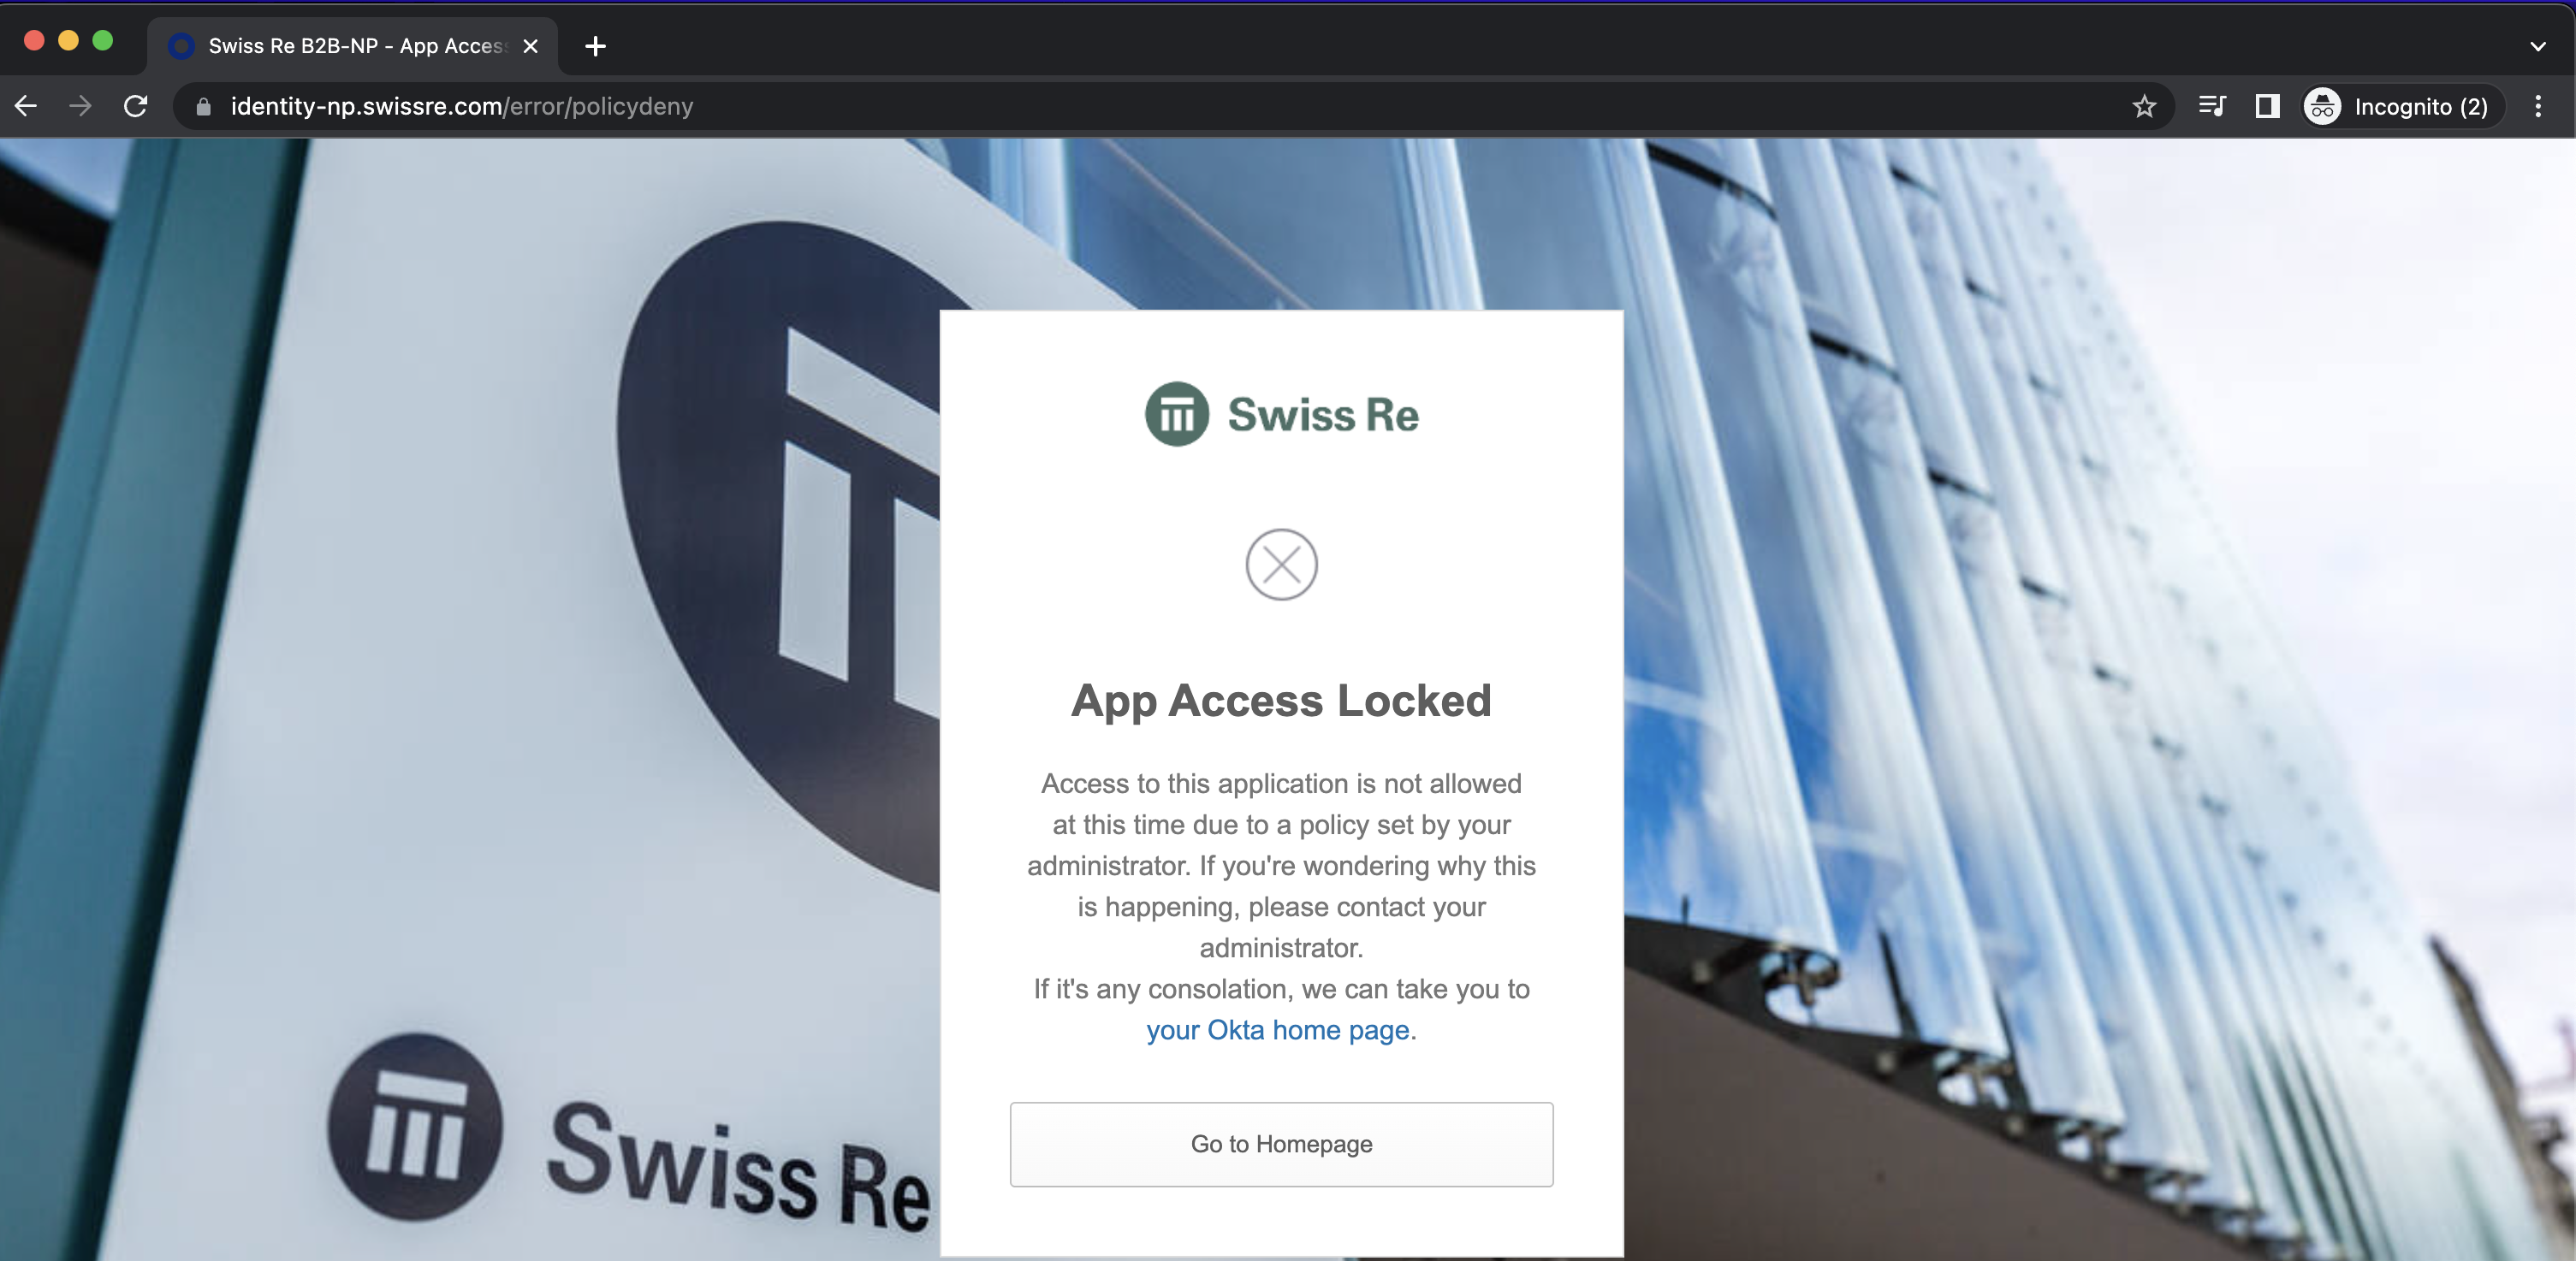 Swiss Re B2B-NP - App Access
identity-np.swissre.com/error/policydeny
Incognito (2)
Swiss Re
App Access Locked
Access to this application is not allowed
at this time due to a policy set by your
administrator. If you're wondering why this
is happening, please contact your
administrator.
If it's any consolation, we can take you to
your Okta home page.
Go to Homepage
Swiss Re